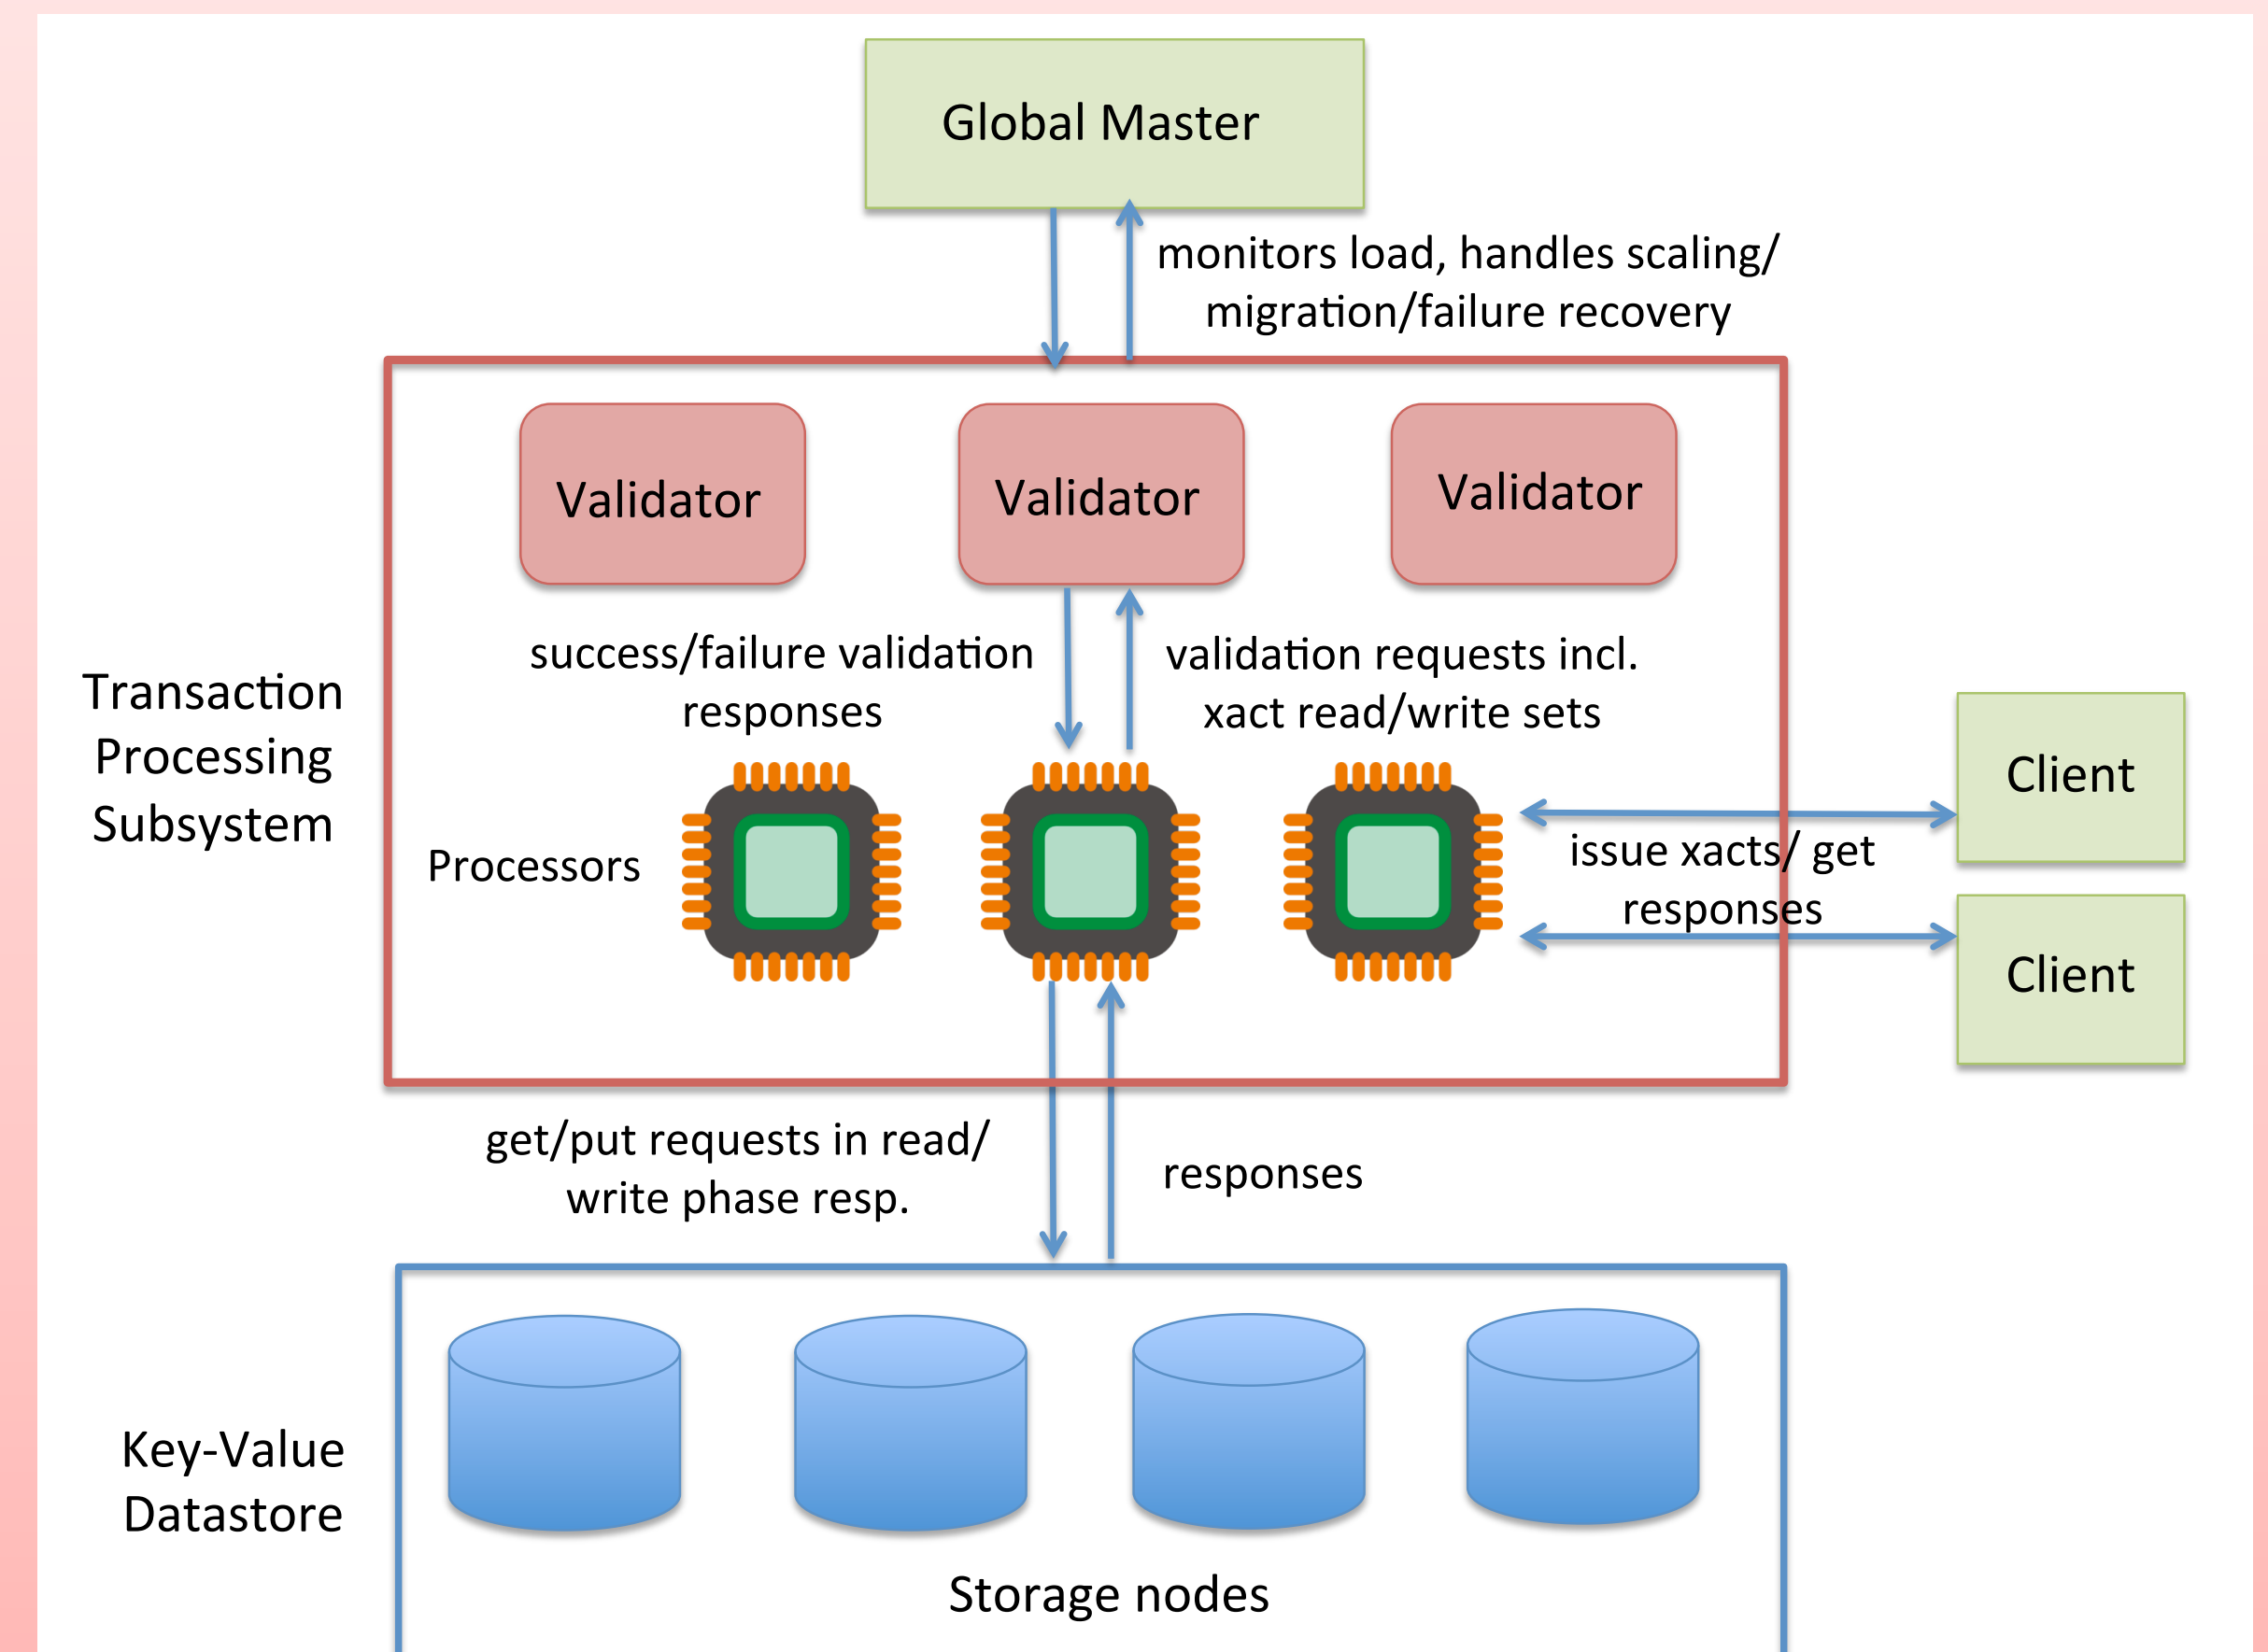 Global Master
monitors load, handles scaling/
migration/failure recovery
Validator
Validator
Validator
success/failure validation
responses
validation requests incl.
xact read/write sets
Transaction
Processing
Subsystem
Processors
issue xacts/ get
responses
Client
Client
get/put requests in read/
write phase resp.
responses
Key-Value
Datastore
Storage nodes